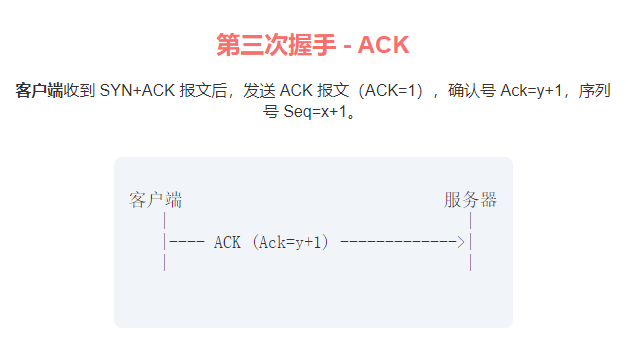 第三次握手 - ACK
客户端收到 SYN+ACK 报文后，发送 ACK 报文（ACK=1），确认号 Ack=y+1，序列
号 Seq=x+1。
客户端 服务器
| |
|---- ACK (Ack=y+1) ------------->|
| |